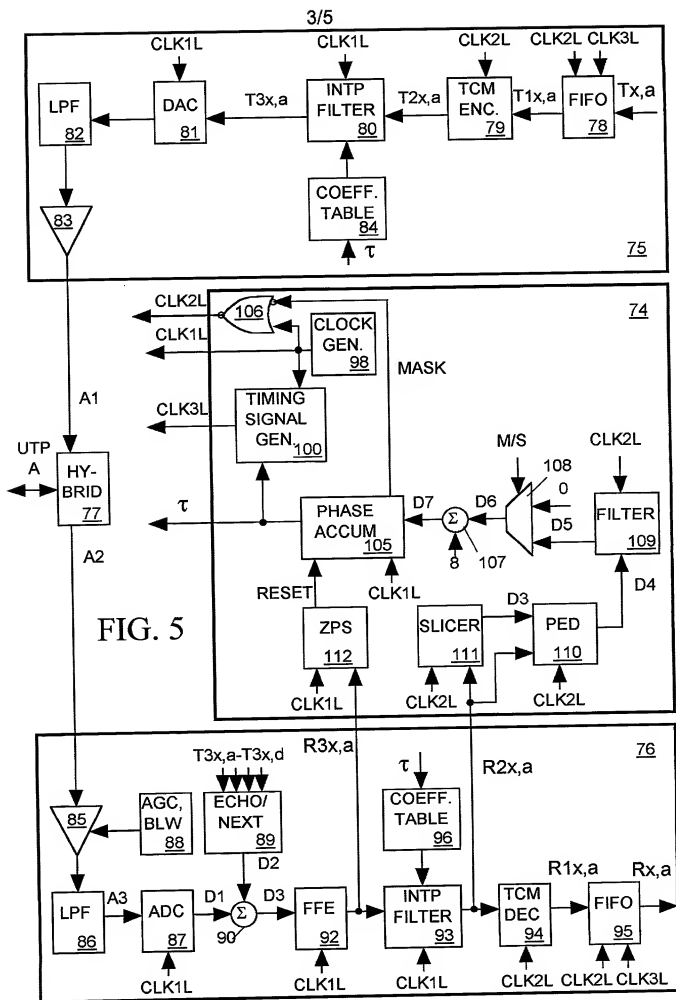 3/5
CLK1L
CLK1L
CLK2L
CLK2L
CLK3L
LPF
82
DAC
81
T3x,a
INTP
FILTER
80
T2x,a
TCM
ENC.
79
T1x,a
FIFO
78
Tx,a
83
COEFF.
TABLE
84
τ
75
CLK2L
106
CLK1L
CLOCK
GEN.
98
MASK
74
CLK3L
TIMING
SIGNAL
GEN.
100
A1
UTP
A
HY-
BRID
77
A2
τ
PHASE
ACCUM
105
D7
Σ
8
107
D6
M/S
108
0
D5
CLK2L
FILTER
109
D4
RESET
CLK1L
FIG. 5
ZPS
112
CLK1L
SLICER
111
CLK2L
D3
PED
110
CLK2L
76
T3x,a-T3x,d
R3x,a
τ
R2x,a
85
AGC,
BLW
88
ECHO/
NEXT
89
D2
COEFF.
TABLE
96
LPF
86
A3
ADC
87
CLK1L
D1
Σ
90
D3
FFE
92
CLK1L
INTP
FILTER
93
CLK1L
TCM
DEC
94
CLK2L
R1x,a
FIFO
95
CLK2L
CLK3L
Rx,a